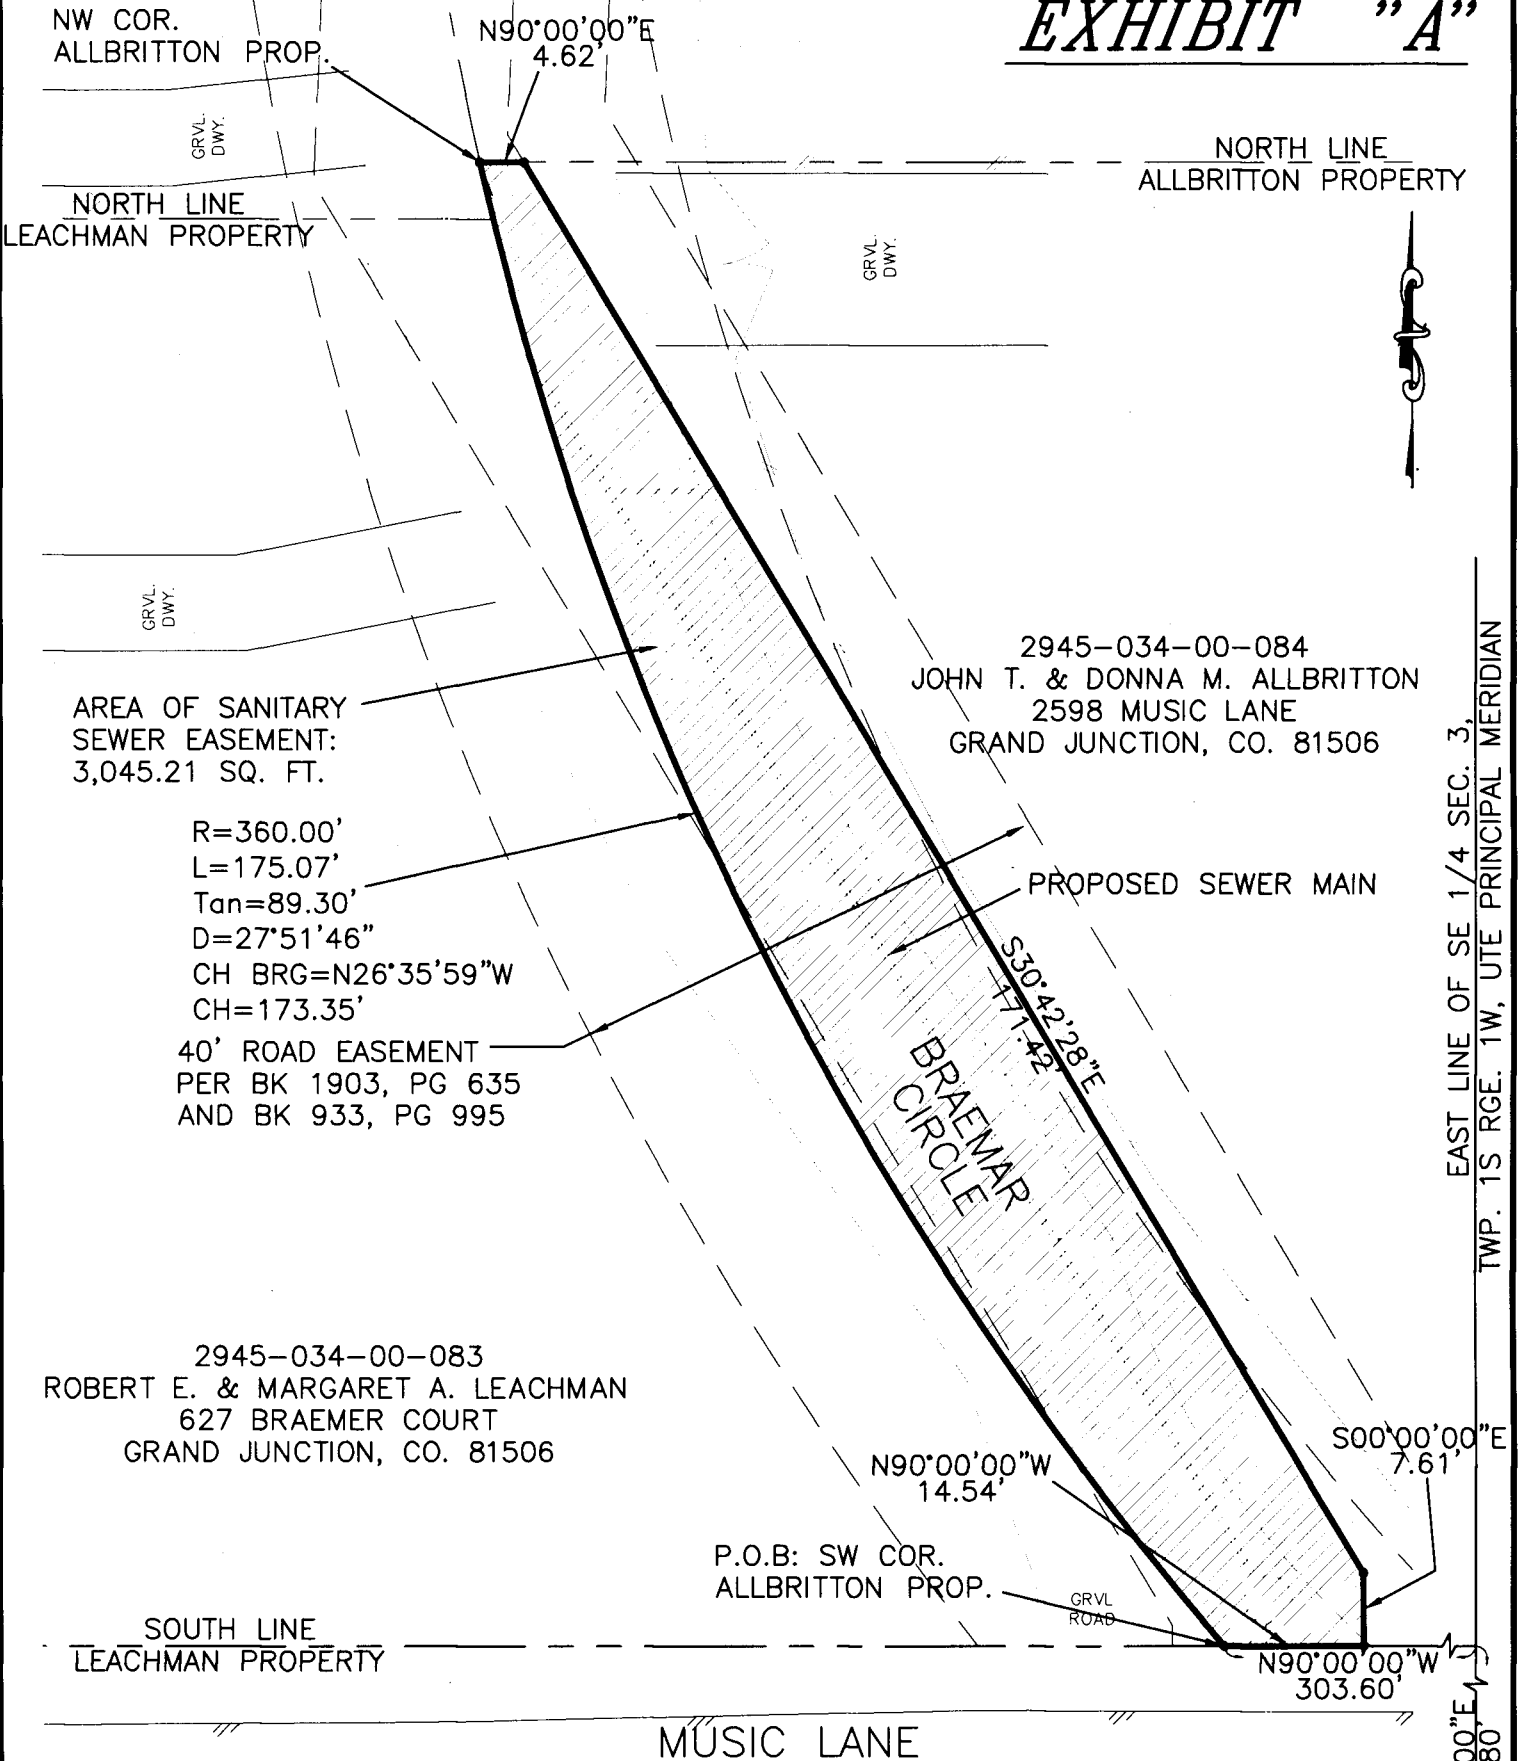 EXHIBIT "A"
NW COR.
ALLBRITTON PROP.
N90°00'00"E
4.62'
GRVL.
DWY.
NORTH LINE
ALLBRITTON PROPERTY
NORTH LINE
LEACHMAN PROPERTY
GRVL.
DWY.
GRVL.
DWY.
2945-034-00-084
JOHN T. & DONNA M. ALLBRITTON
2598 MUSIC LANE
GRAND JUNCTION, CO. 81506
AREA OF SANITARY
SEWER EASEMENT:
3,045.21 SQ. FT.
R=360.00'
L=175.07'
Tan=89.30'
D=27°51'46"
CH BRG=N26°35'59"W
CH=173.35'
PROPOSED SEWER MAIN
40' ROAD EASEMENT
PER BK 1903, PG 635
AND BK 933, PG 995
S30°42'28"E
171.42'
BRAEMAR
CIRCLE
EAST LINE OF SE 1/4 SEC. 3,
TWP. 1S RGE. 1W, UTE PRINCIPAL MERIDIAN
2945-034-00-083
ROBERT E. & MARGARET A. LEACHMAN
627 BRAEMER COURT
GRAND JUNCTION, CO. 81506
S00°00'00"E
7.61'
N90°00'00"W
14.54'
P.O.B: SW COR.
ALLBRITTON PROP.
GRVL
ROAD
SOUTH LINE
LEACHMAN PROPERTY
N90°00'00"W
303.60'
00"E
80'
MUSIC LANE